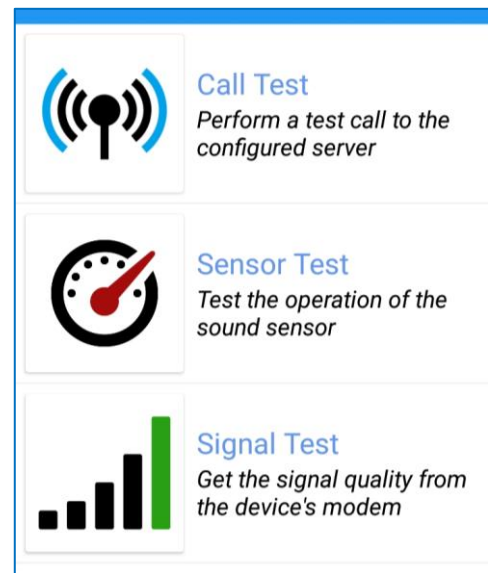 Call Test
Perform a test call to the
configured server
Sensor Test
Test the operation of the
sound sensor
Signal Test
Get the signal quality from
the device's modem